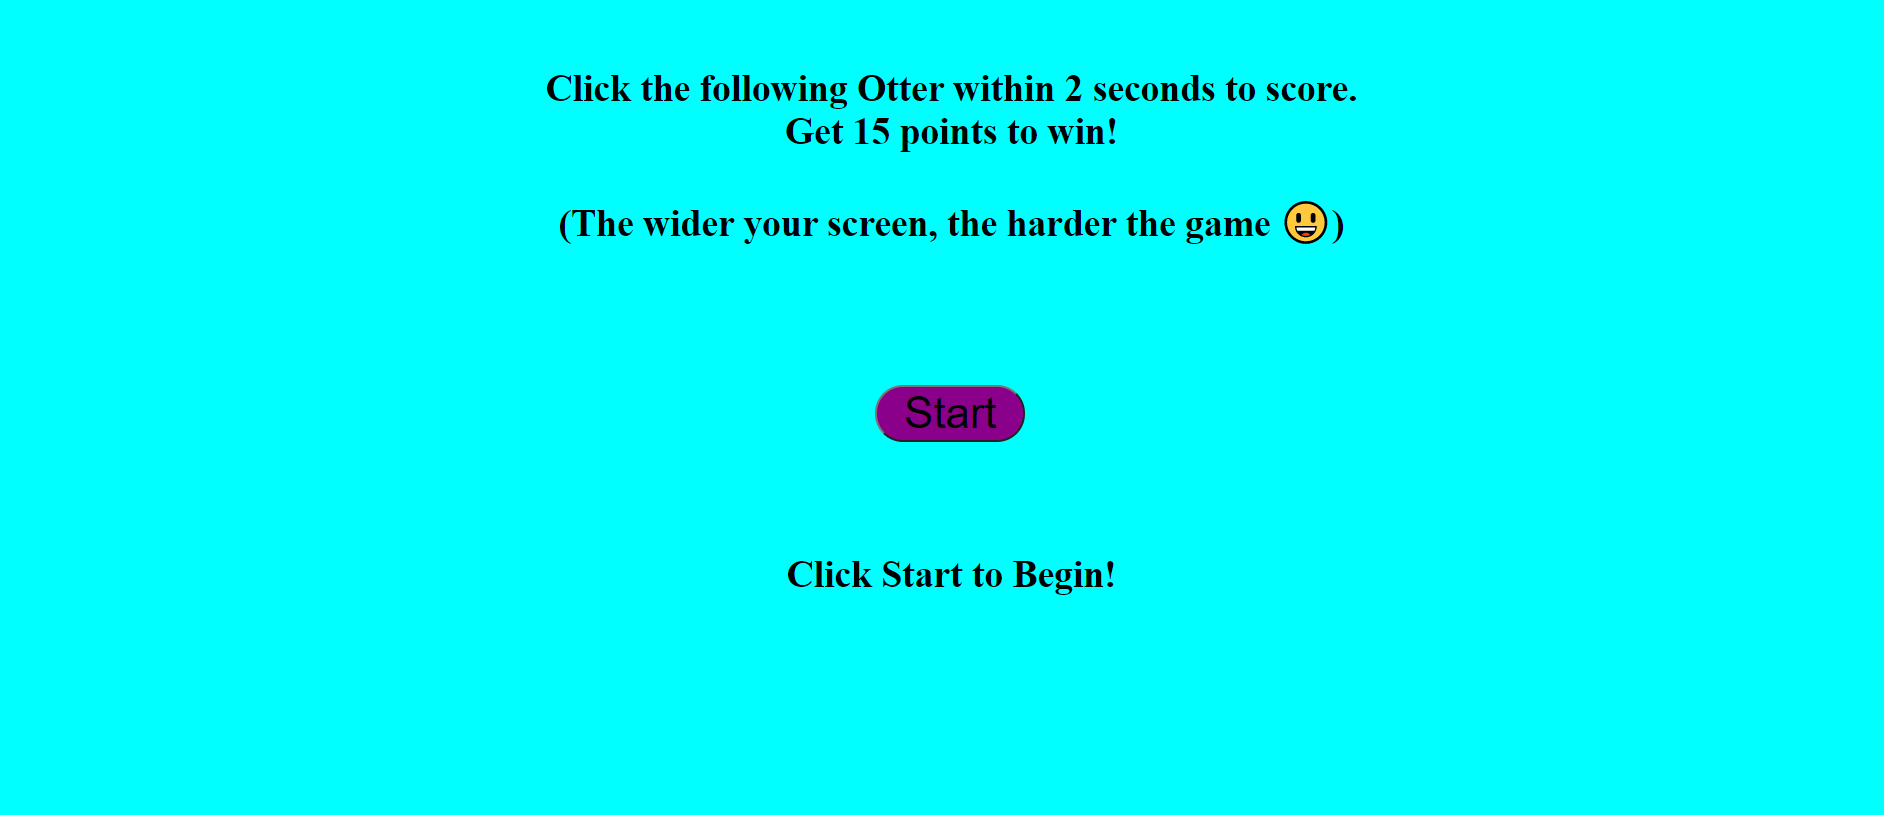 Click the following Otter within 2 seconds to score.
Get 15 points to win!
(The wider your screen, the harder the game 😃)
Start
Click Start to Begin!